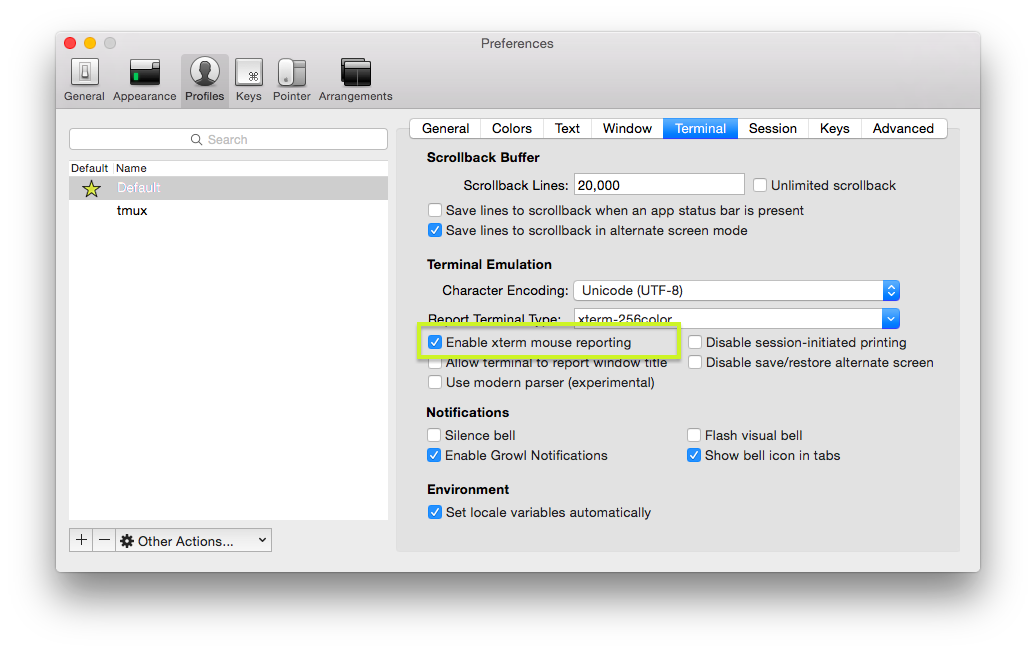 Preferences
General Appearance Profiles Keys Pointer Arrangements
Search
Default Name
Default
tmux
Other Actions...
General Colors Text Window Terminal Session Keys Advanced
Scrollback Buffer
Scrollback Lines: 20,000 Unlimited scrollback
Save lines to scrollback when an app status bar is present
Save lines to scrollback in alternate screen mode
Terminal Emulation
Character Encoding: Unicode (UTF-8)
Report Terminal Type: xterm-256color
Enable xterm mouse reporting Disable session-initiated printing
Allow terminal to report window title Disable save/restore alternate screen
Use modern parser (experimental)
Notifications
Silence bell Flash visual bell
Enable Growl Notifications Show bell icon in tabs
Environment
Set locale variables automatically